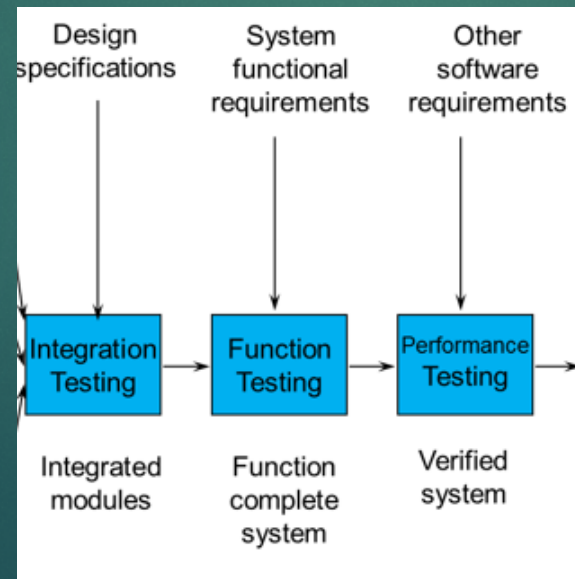 Design
specifications
System
functional
requirements
Other
software
requirements
Integration
Testing
Function
Testing
Performance
Testing
Integrated
modules
Function
complete
system
Verified
system